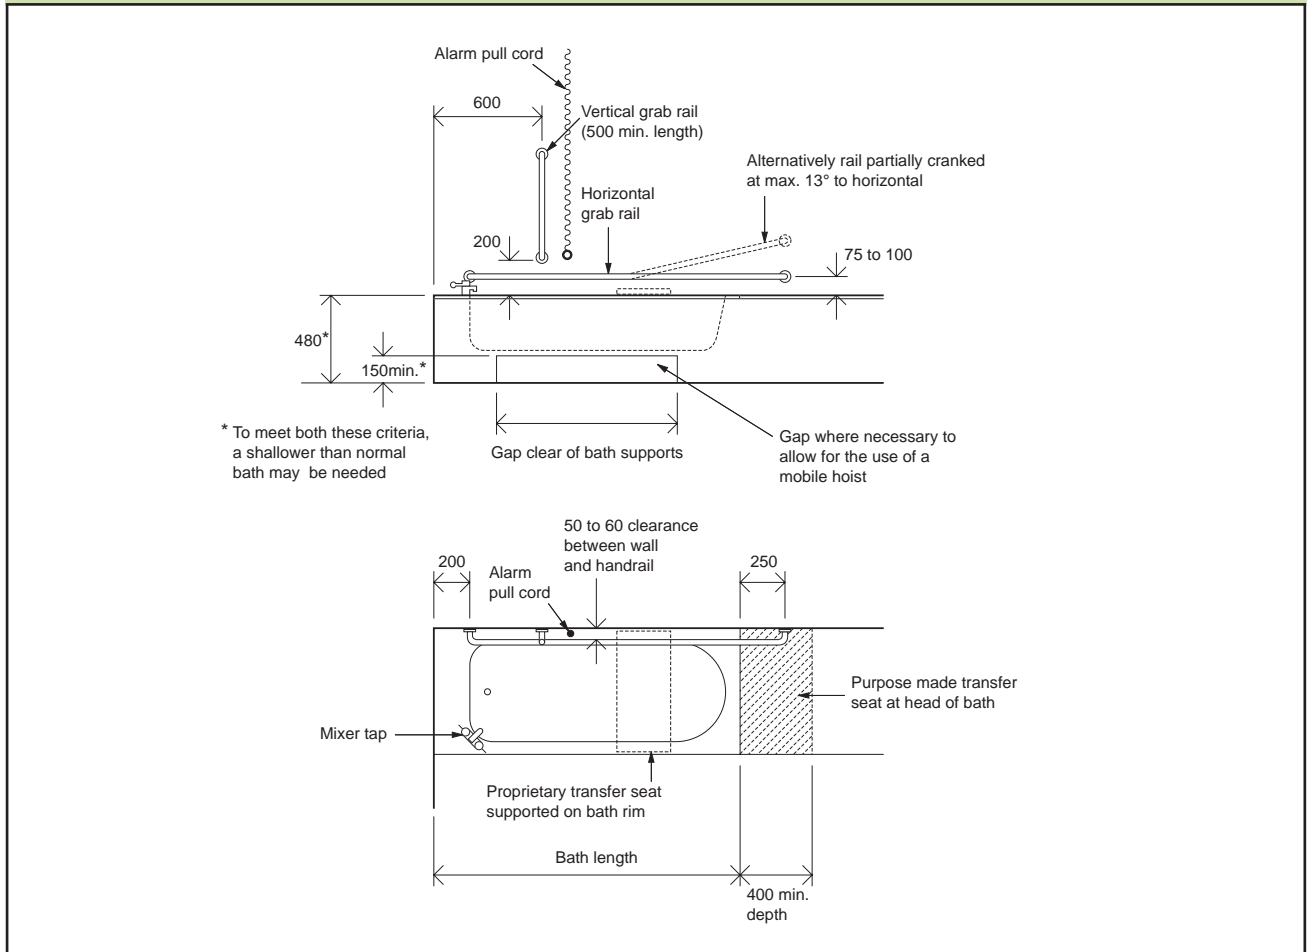 Alarm pull cord
600
Vertical grab rail
(500 min. length)
Alternatively rail partially cranked
at max. 13° to horizontal
Horizontal
grab rail
200
75 to 100
480*
150min.*
* To meet both these criteria,
a shallower than normal
bath may be needed
Gap clear of bath supports
Gap where necessary to
allow for the use of a
mobile hoist
50 to 60 clearance
between wall
and handrail
200
250
Alarm
pull cord
Purpose made transfer
seat at head of bath
Mixer tap
Proprietary transfer seat
supported on bath rim
Bath length
400 min.
depth